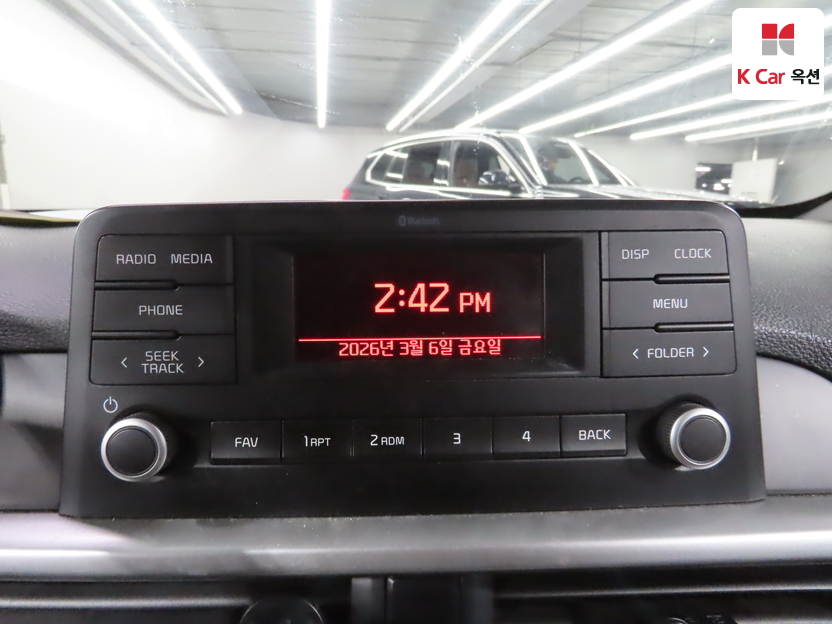 K Car 옥션
Bluetooth
RADIO MEDIA
DISP CLOCK
PHONE
MENU
2:42 PM
2026년 3월 6일 금요일
< SEEK TRACK >
< FOLDER >
FAV
1 RPT
2 RDM
3
4
BACK